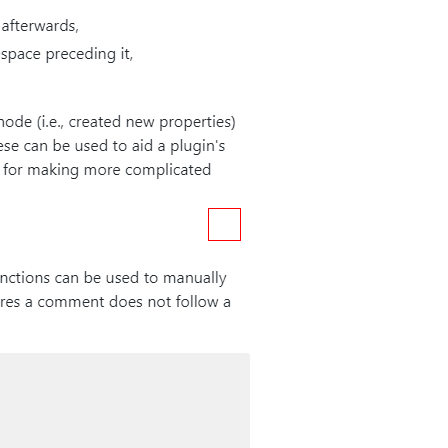 afterwards,
space preceding it,
node (i.e., created new properties)
ese can be used to aid a plugin's
for making more complicated
nctions can be used to manually
res a comment does not follow a